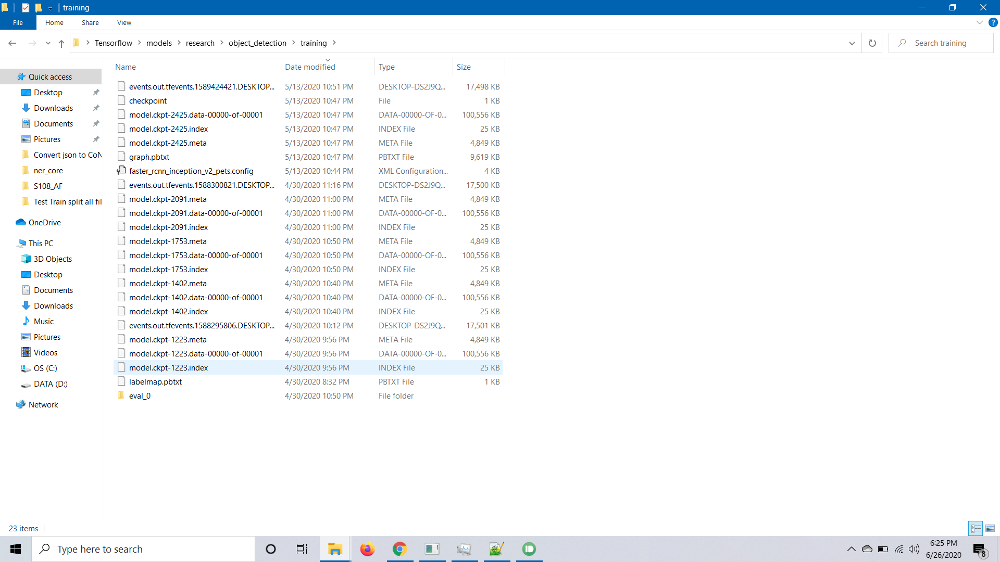 training
File Home Share View
Tensorflow models research object_detection training
Search training
Name Date modified Type Size
Quick access
Desktop
Downloads
Documents
Pictures
Convert json to CoN
ner_core
S108_AF
Test Train split all fil
OneDrive
This PC
3D Objects
Desktop
Documents
Downloads
Music
Pictures
Videos
OS (C:)
DATA (D:)
Network
events.out.tfevents.1589424421.DESKTOP... 5/13/2020 10:51 PM DESKTOP-DS2J9Q... 17,498 KB
checkpoint 5/13/2020 10:47 PM File 1 KB
model.ckpt-2425.data-00000-of-00001 5/13/2020 10:47 PM DATA-00000-OF-0... 100,556 KB
model.ckpt-2425.index 5/13/2020 10:47 PM INDEX File 25 KB
model.ckpt-2425.meta 5/13/2020 10:47 PM META File 4,849 KB
graph.pbtxt 5/13/2020 10:47 PM PBTXT File 9,619 KB
faster_rcnn_inception_v2_pets.config 5/13/2020 10:44 PM XML Configuration... 4 KB
events.out.tfevents.1588300821.DESKTOP... 4/30/2020 11:16 PM DESKTOP-DS2J9Q... 17,500 KB
model.ckpt-2091.meta 4/30/2020 11:00 PM META File 4,849 KB
model.ckpt-2091.data-00000-of-00001 4/30/2020 11:00 PM DATA-00000-OF-0... 100,556 KB
model.ckpt-2091.index 4/30/2020 11:00 PM INDEX File 25 KB
model.ckpt-1753.meta 4/30/2020 10:50 PM META File 4,849 KB
model.ckpt-1753.data-00000-of-00001 4/30/2020 10:50 PM DATA-00000-OF-0... 100,556 KB
model.ckpt-1753.index 4/30/2020 10:50 PM INDEX File 25 KB
model.ckpt-1402.meta 4/30/2020 10:40 PM META File 4,849 KB
model.ckpt-1402.data-00000-of-00001 4/30/2020 10:40 PM DATA-00000-OF-0... 100,556 KB
model.ckpt-1402.index 4/30/2020 10:40 PM INDEX File 25 KB
events.out.tfevents.1588295806.DESKTOP... 4/30/2020 10:12 PM DESKTOP-DS2J9Q... 17,501 KB
model.ckpt-1223.meta 4/30/2020 9:56 PM META File 4,849 KB
model.ckpt-1223.data-00000-of-00001 4/30/2020 9:56 PM DATA-00000-OF-0... 100,556 KB
model.ckpt-1223.index 4/30/2020 9:56 PM INDEX File 25 KB
labelmap.pbtxt 4/30/2020 8:32 PM PBTXT File 1 KB
eval_0 4/30/2020 10:50 PM File folder
23 items
Type here to search
6:25 PM
6/26/2020
8